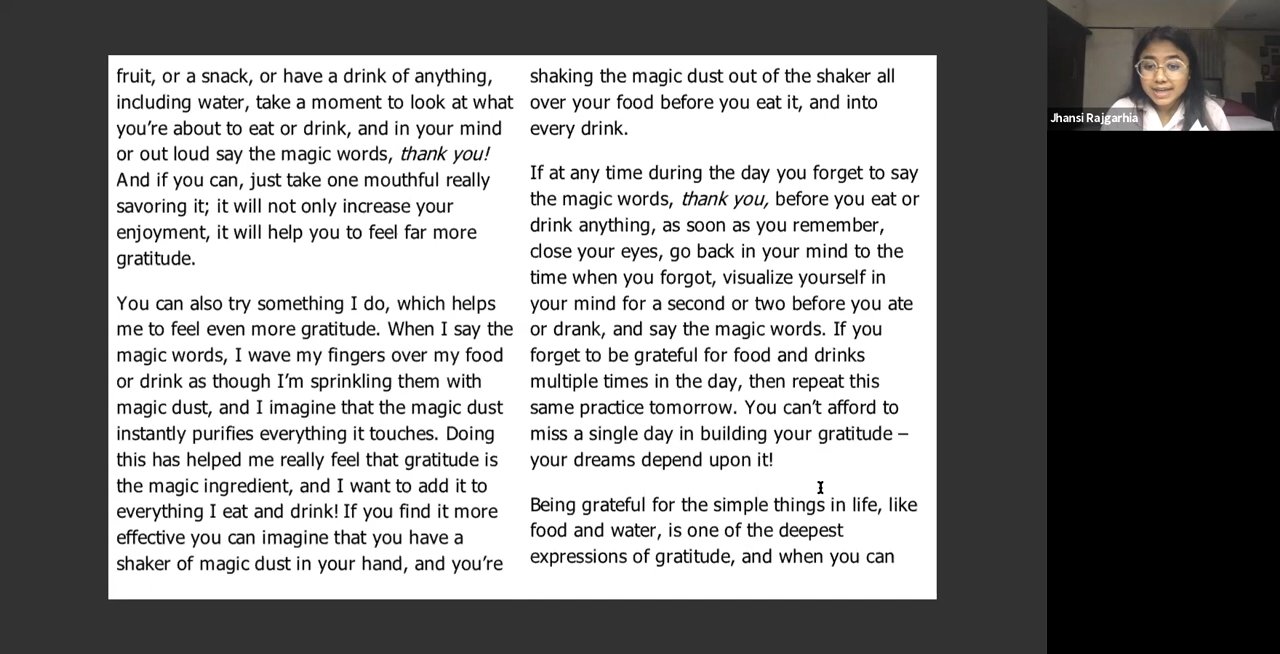 fruit, or a snack, or have a drink of anything,
including water, take a moment to look at what
you're about to eat or drink, and in your mind
or out loud say the magic words, thank you!
And if you can, just take one mouthful really
savoring it; it will not only increase your
enjoyment, it will help you to feel far more
gratitude.
You can also try something I do, which helps
me to feel even more gratitude. When I say the
magic words, I wave my fingers over my food
or drink as though I'm sprinkling them with
magic dust, and I imagine that the magic dust
instantly purifies everything it touches. Doing
this has helped me really feel that gratitude is
the magic ingredient, and I want to add it to
everything I eat and drink! If you find it more
effective you can imagine that you have a
shaker of magic dust in your hand, and you're
shaking the magic dust out of the shaker all
over your food before you eat it, and into
every drink.
If at any time during the day you forget to say
the magic words, thank you, before you eat or
drink anything, as soon as you remember,
close your eyes, go back in your mind to the
time when you forgot, visualize yourself in
your mind for a second or two before you ate
or drank, and say the magic words. If you
forget to be grateful for food and drinks
multiple times in the day, then repeat this
same practice tomorrow. You can't afford to
miss a single day in building your gratitude –
your dreams depend upon it!
Being grateful for the simple things in life, like
food and water, is one of the deepest
expressions of gratitude, and when you can
Jhansi Rajgarhia